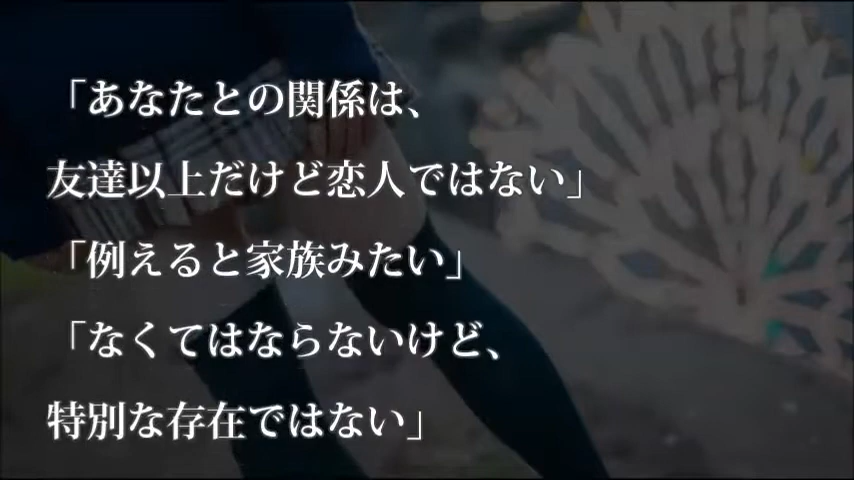 「あなたとの関係は、
友達以上だけど恋人ではない」
「例えると家族みたい」
「なくてはならないけど、
特別な存在ではない」